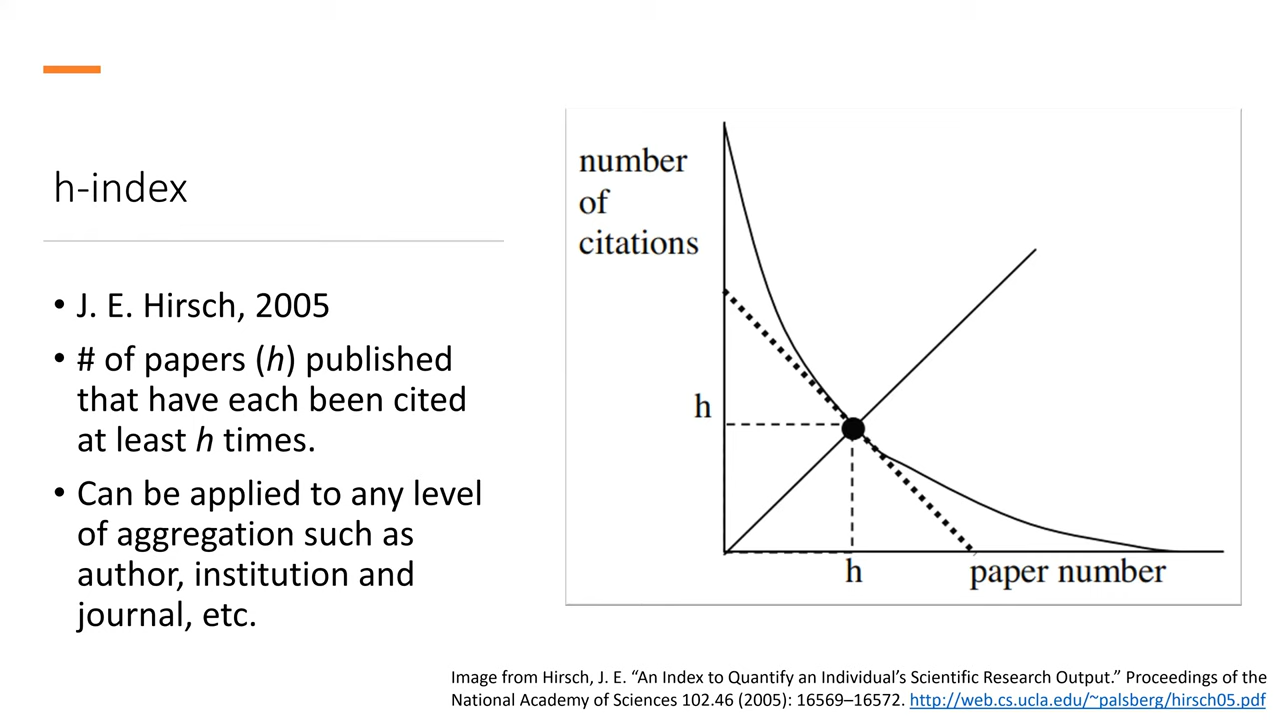 h-index
• J. E. Hirsch, 2005
• # of papers (h) published
that have each been cited
at least h times.
• Can be applied to any level
of aggregation such as
author, institution and
journal, etc.
number
of
citations
h
h
paper number
Image from Hirsch, J. E. “An Index to Quantify an Individual’s Scientific Research Output.” Proceedings of the
National Academy of Sciences 102.46 (2005): 16569–16572. http://web.cs.ucla.edu/~palsberg/hirsch05.pdf